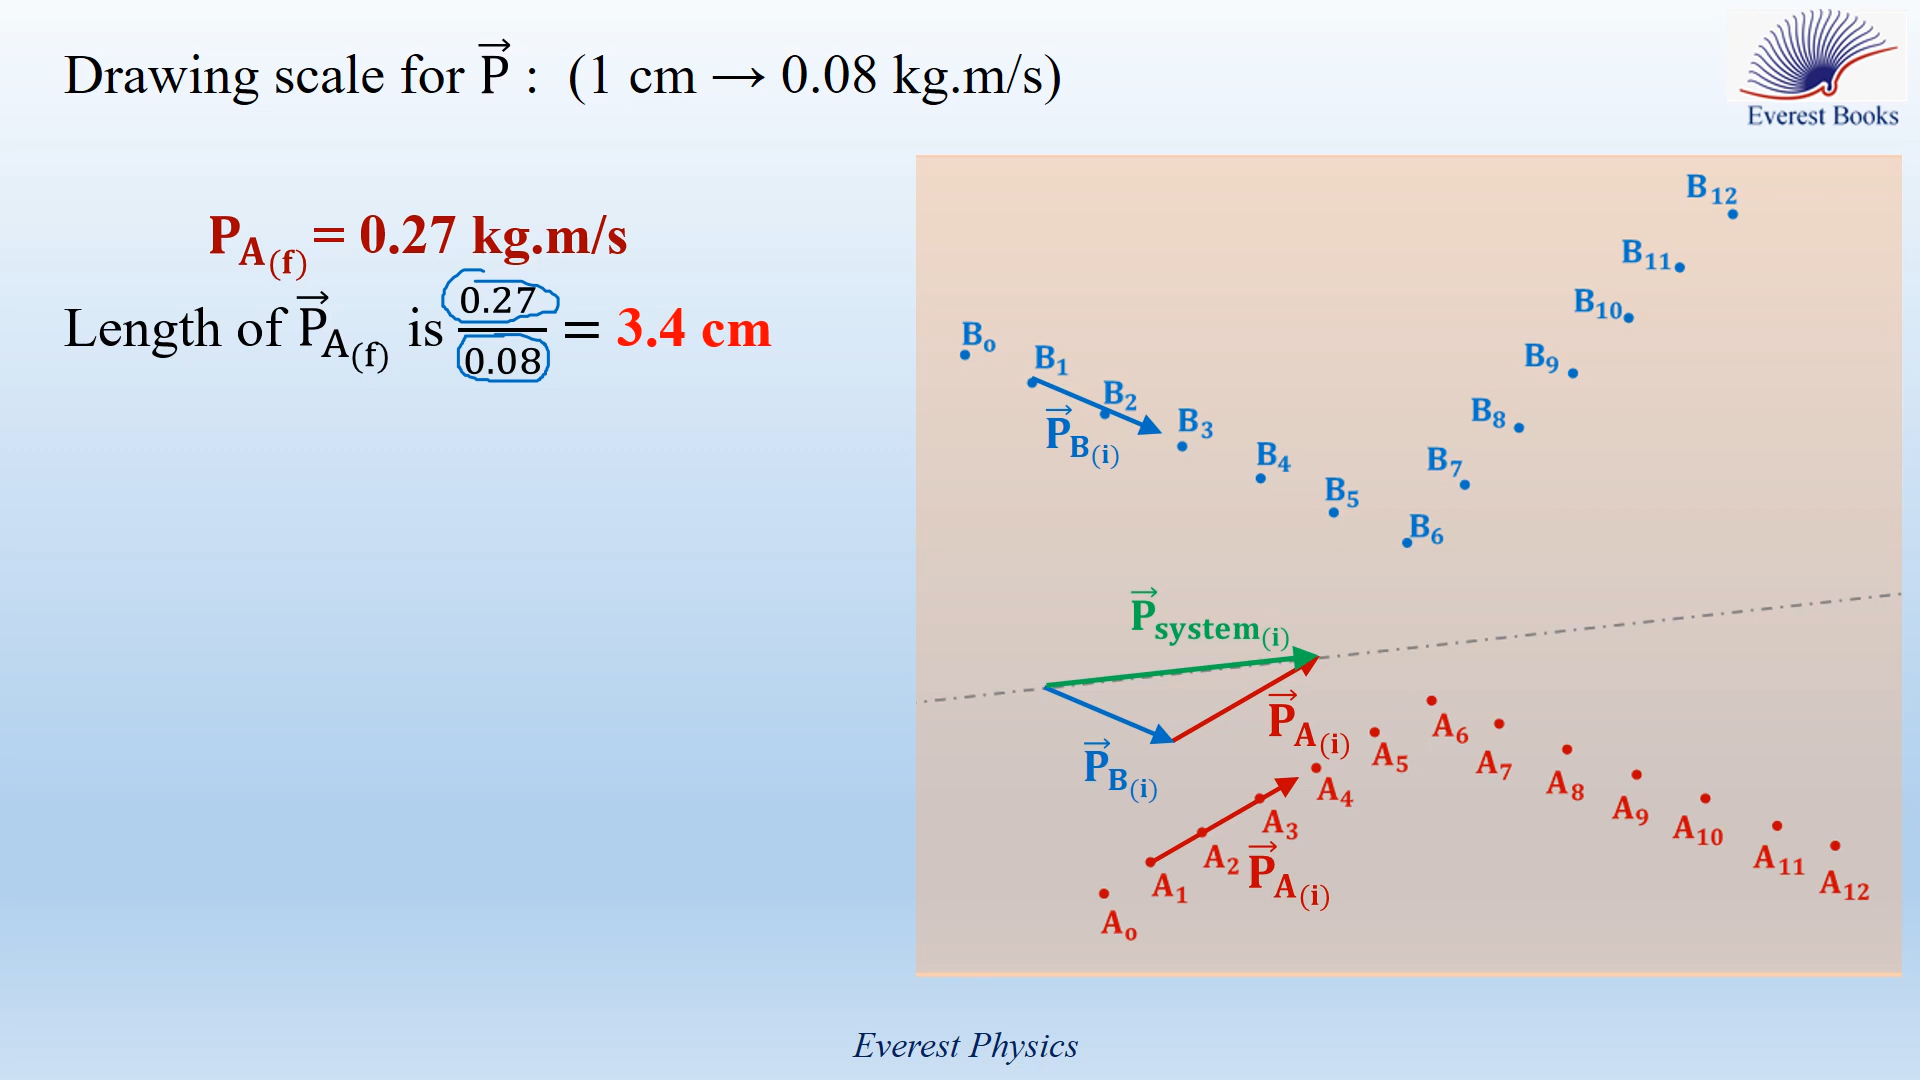 Drawing scale for P⃗ : (1 cm → 0.08 kg.m/s)
Everest Books
P_A(f) = 0.27 kg.m/s
Length of P⃗_A(f) is 0.27/0.08 = 3.4 cm
B₁₂
B₁₁
B₁₀
B₀
B₁
B₉
B₂
B₈
B₃
P⃗_B(i)
B₄
B₇
B₅
B₆
P⃗_system(i)
P⃗_A(i)
P⃗_B(i)
A₆
A₅
A₇
A₄
A₈
A₉
A₃
A₁₀
A₂
P⃗_A(i)
A₁₁
A₁
A₁₂
A₀
Everest Physics